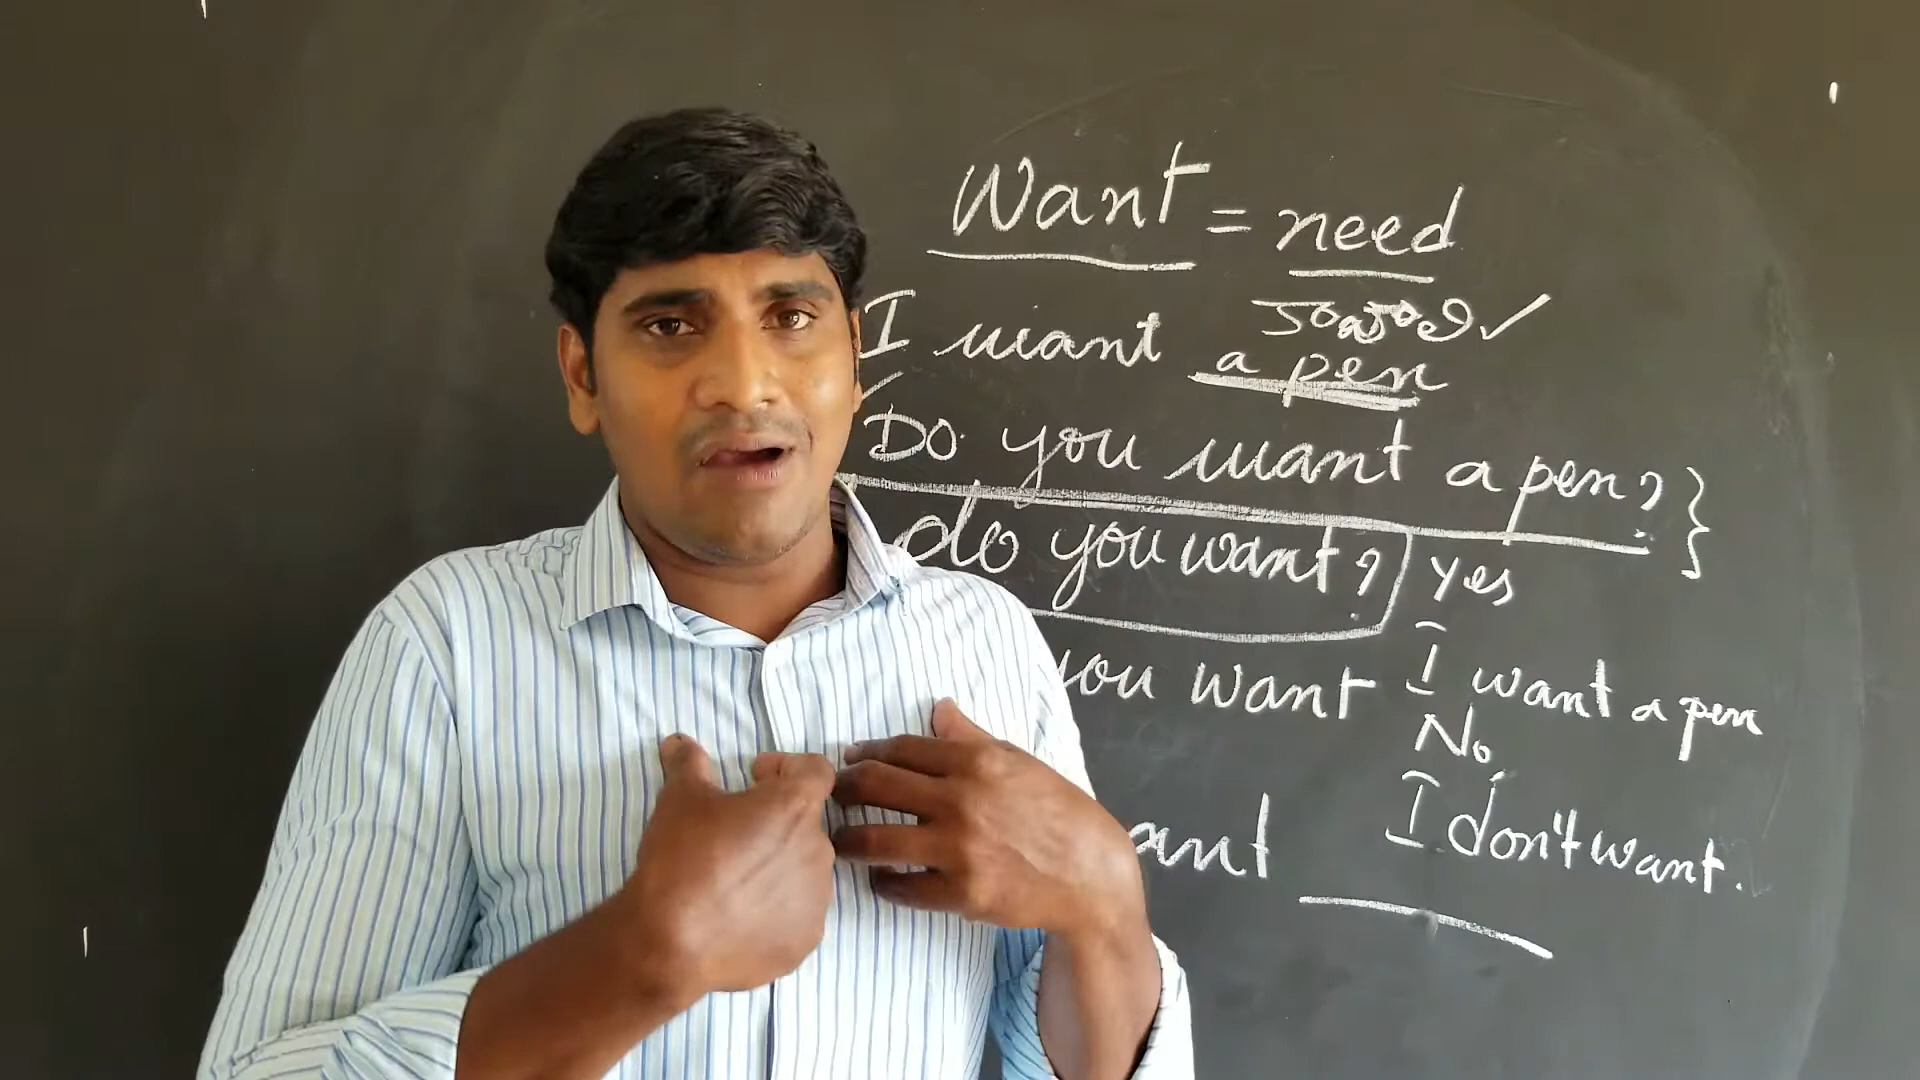 Want = need
I want a pen
Do you want a pen? }
do you want?
Yes
you want
I want a pen
No,
I don't want.